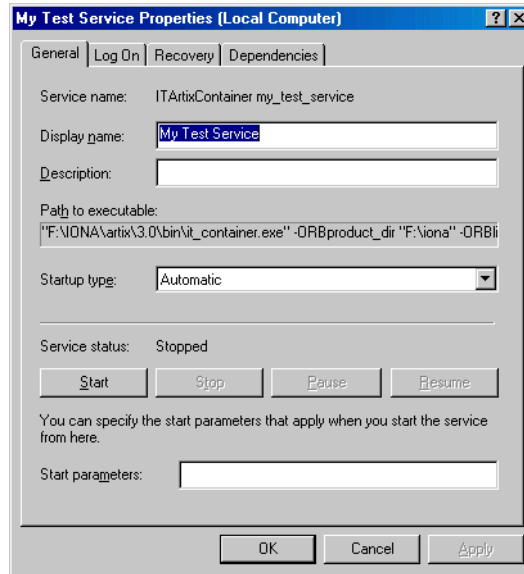 My Test Service Properties (Local Computer)
General Log On Recovery Dependencies
Service name: ITArtixContainer my_test_service
Display name: My Test Service
Description:
Path to executable:
"F:\IONA\artix\3.0\bin\it_container.exe" -ORBproduct_dir "F:\iona" -ORBli
Startup type: Automatic
Service status: Stopped
Start Stop Pause Resume
You can specify the start parameters that apply when you start the service
from here.
Start parameters:
OK Cancel Apply